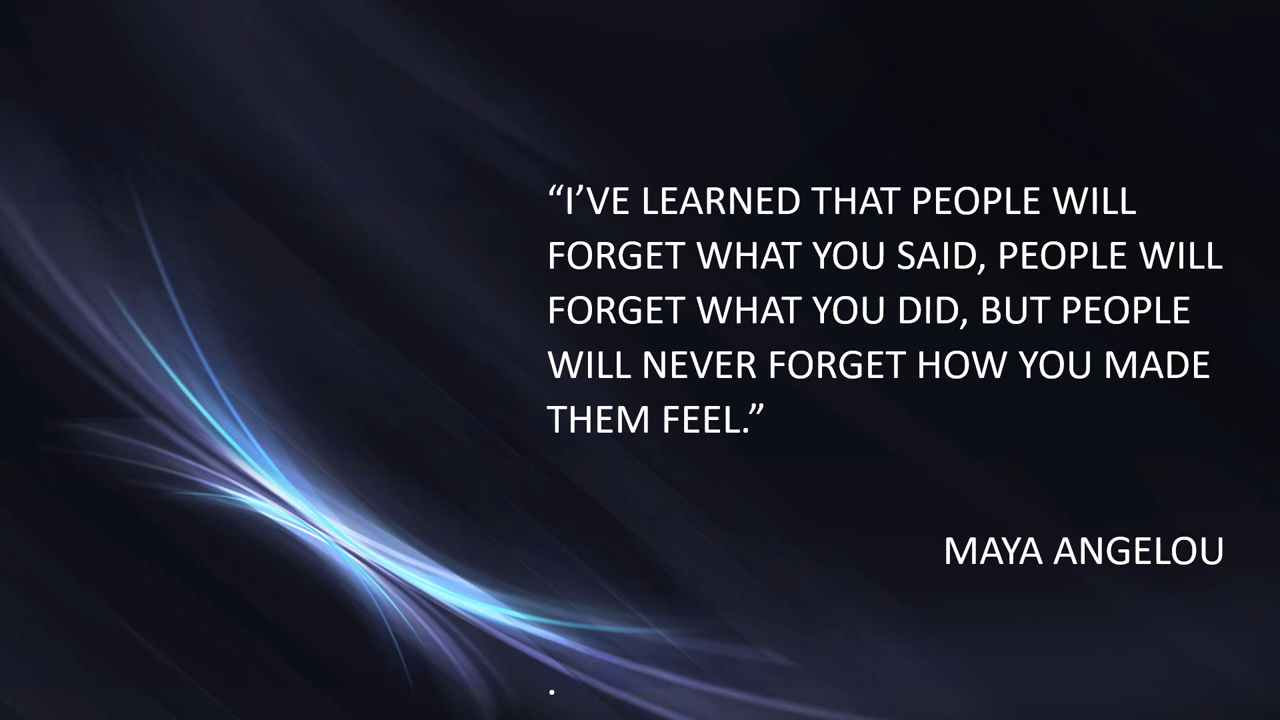 “I’VE LEARNED THAT PEOPLE WILL
FORGET WHAT YOU SAID, PEOPLE WILL
FORGET WHAT YOU DID, BUT PEOPLE
WILL NEVER FORGET HOW YOU MADE
THEM FEEL.”
MAYA ANGELOU
.